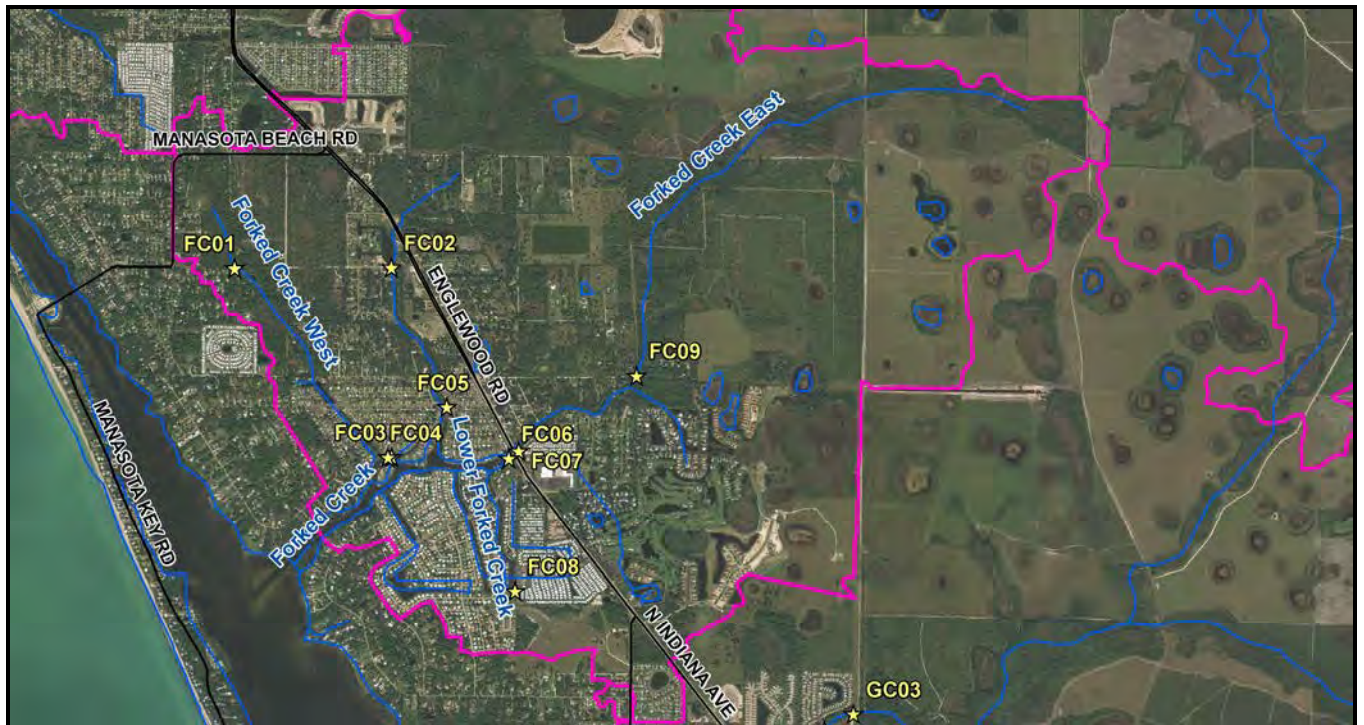 MANASOTA BEACH RD
Forked Creek East
Forked Creek West
FC01
FC02
ENGLEWOOD RD
FC09
MANASOTA KEY RD
FC05
FC03
FC04
FC06
FC07
Lower Forked Creek
Forked Creek
FC08
N INDIANA AVE
GC03